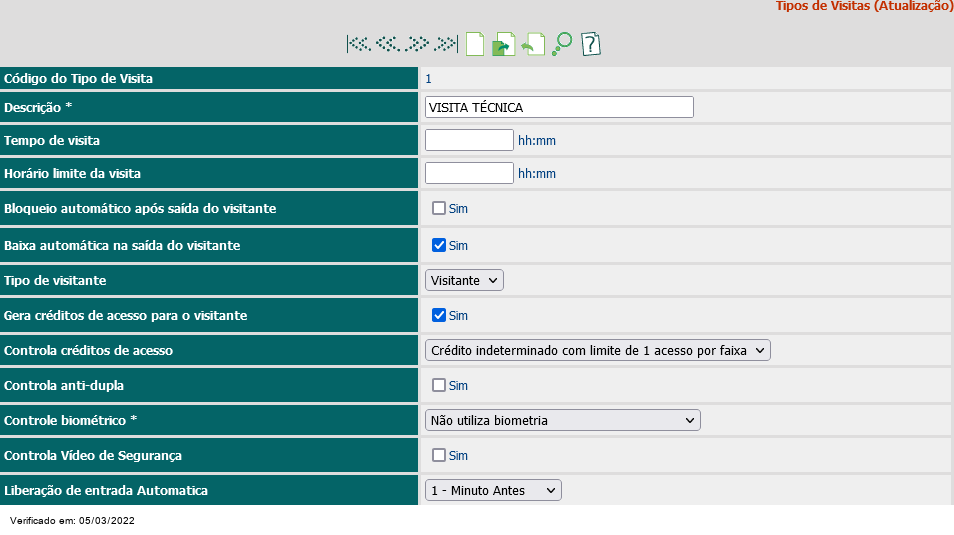 Tipos de Visitas (Atualização)
?
Código do Tipo de Visita 1
Descrição * VISITA TÉCNICA
Tempo de visita hh:mm
Horário limite da visita hh:mm
Bloqueio automático após saída do visitante Sim
Baixa automática na saída do visitante Sim
Tipo de visitante Visitante
Gera créditos de acesso para o visitante Sim
Controla créditos de acesso Crédito indeterminado com limite de 1 acesso por faixa
Controla anti-dupla Sim
Controle biométrico * Não utiliza biometria
Controla Vídeo de Segurança Sim
Liberação de entrada Automatica 1 - Minuto Antes
Verificado em: 05/03/2022